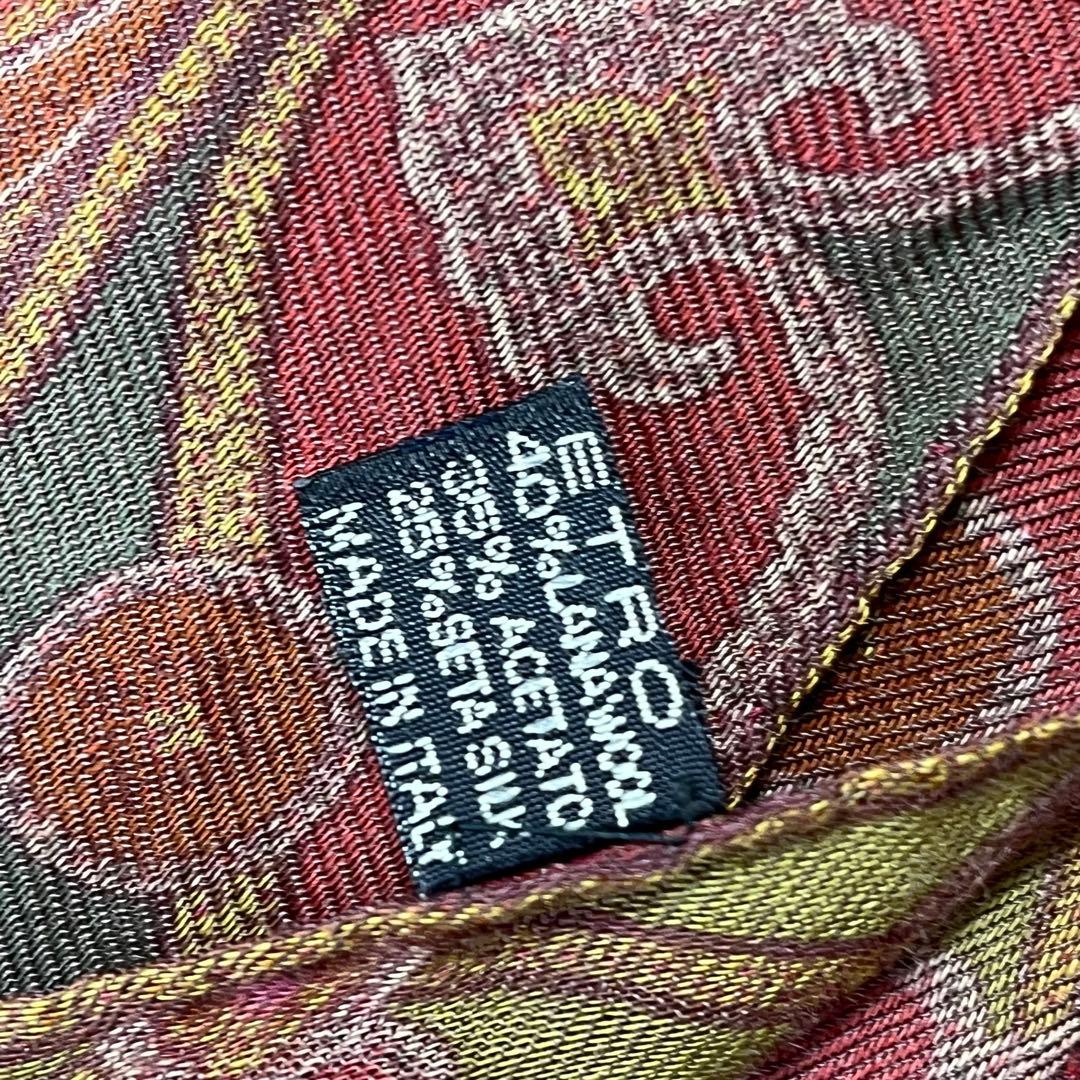 ETRO
40% LANA WOOL
35% ACETATO
25% SETA SILK
MADE IN ITALY